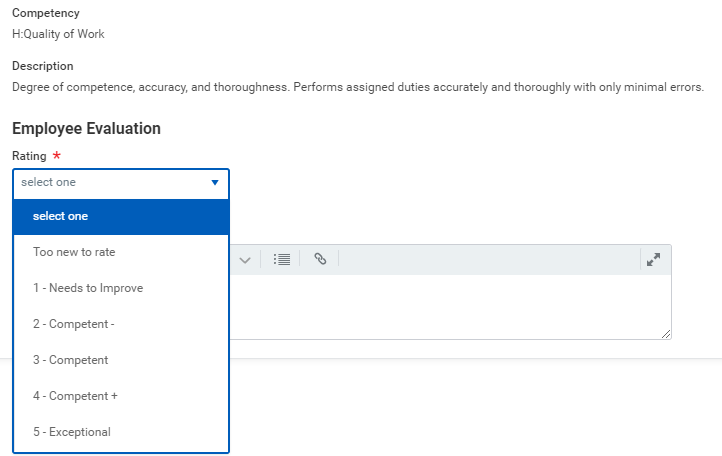 Competency
H:Quality of Work
Description
Degree of competence, accuracy, and thoroughness. Performs assigned duties accurately and thoroughly with only minimal errors.
Employee Evaluation
Rating *
select one
select one
Too new to rate
1 - Needs to Improve
2 - Competent -
3 - Competent
4 - Competent +
5 - Exceptional